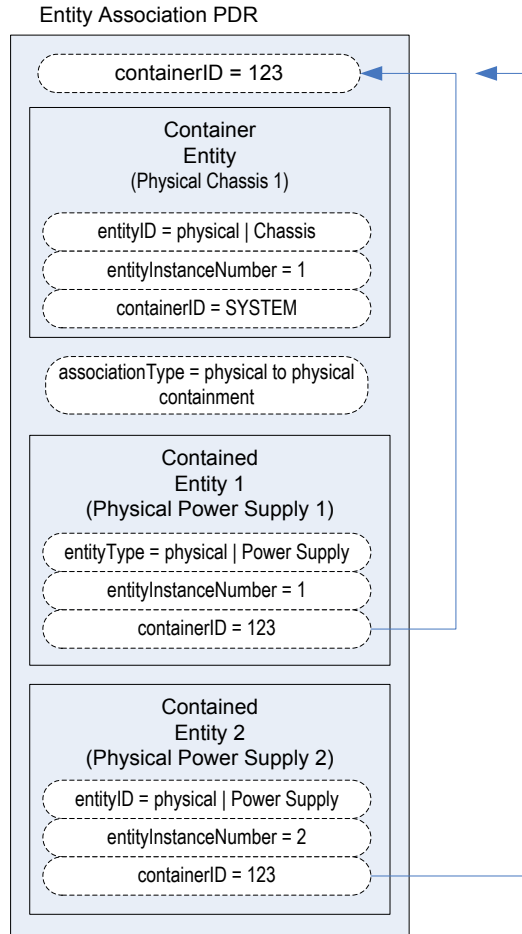 Entity Association PDR
containerID = 123
Container
Entity
(Physical Chassis 1)
entityID = physical | Chassis
entityInstanceNumber = 1
containerID = SYSTEM
associationType = physical to physical
containment
Contained
Entity 1
(Physical Power Supply 1)
entityType = physical | Power Supply
entityInstanceNumber = 1
containerID = 123
Contained
Entity 2
(Physical Power Supply 2)
entityID = physical | Power Supply
entityInstanceNumber = 2
containerID = 123